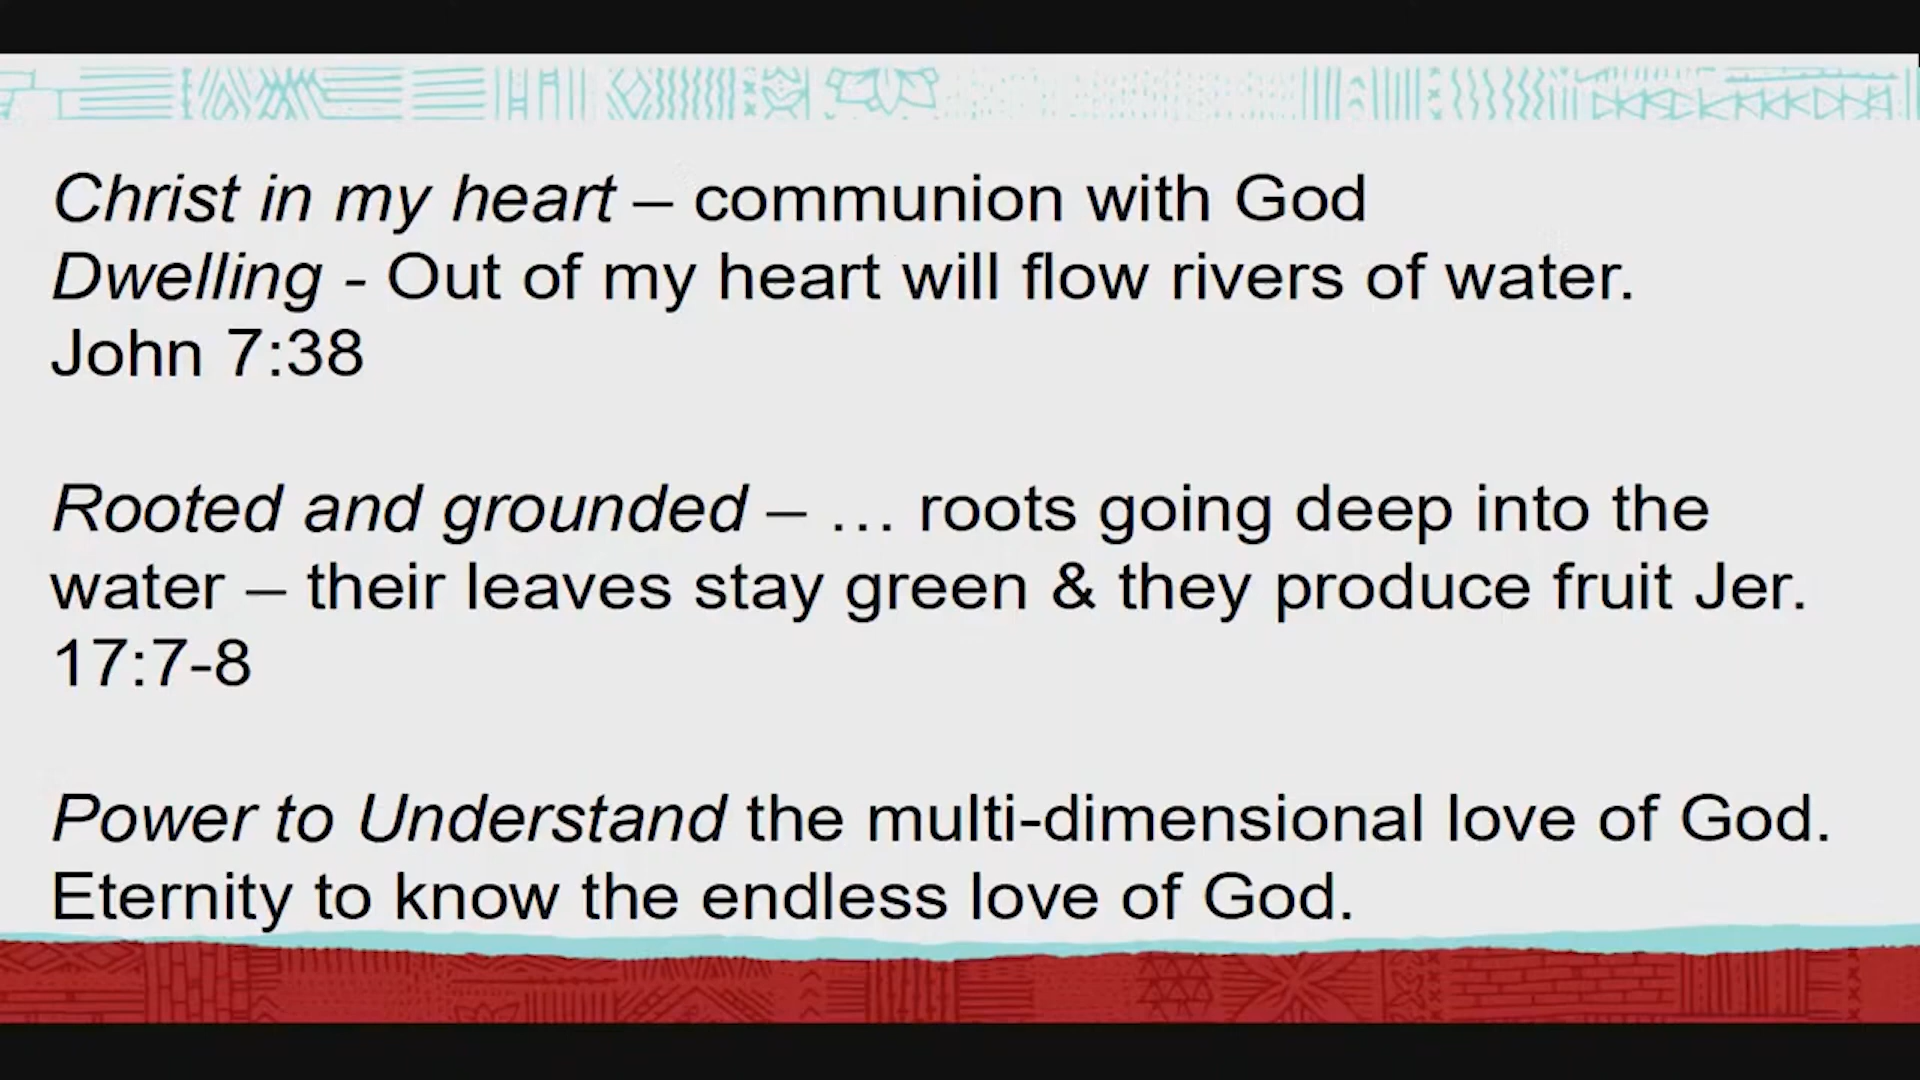 Christ in my heart – communion with God
Dwelling - Out of my heart will flow rivers of water.
John 7:38
Rooted and grounded – … roots going deep into the
water – their leaves stay green & they produce fruit Jer.
17:7-8
Power to Understand the multi-dimensional love of God.
Eternity to know the endless love of God.